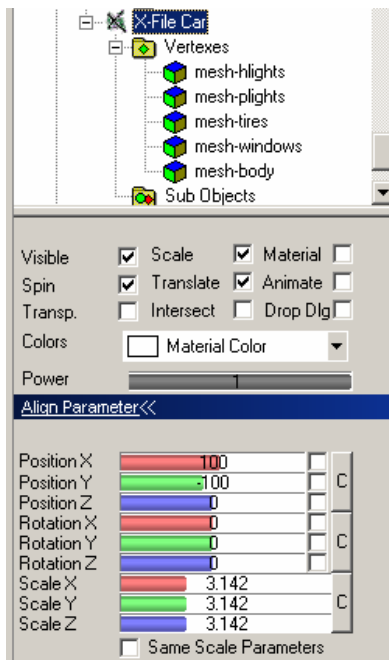 X-File Car
Vertexes
mesh-hlights
mesh-plights
mesh-tires
mesh-windows
mesh-body
Sub Objects
Visible Scale Material
Spin Translate Animate
Transp. Intersect Drop Dlg
Colors Material Color
Power 1
Align Parameter<<
Position X 100 C
Position Y -100
Position Z 0
Rotation X 0 C
Rotation Y 0
Rotation Z 0
Scale X 3.142 C
Scale Y 3.142
Scale Z 3.142
Same Scale Parameters